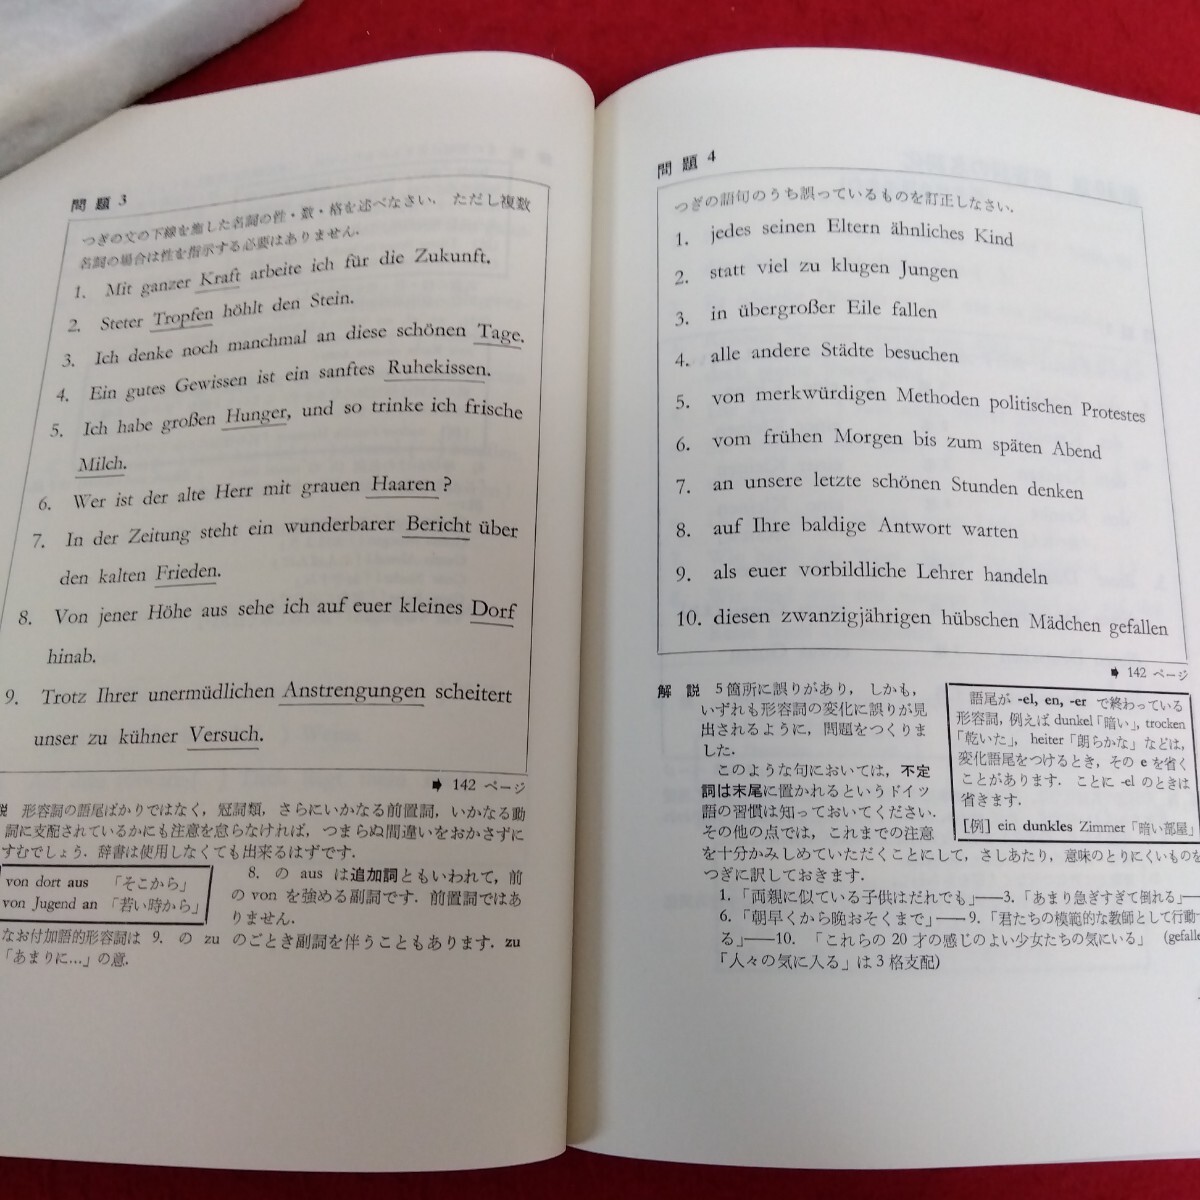 問題 3
つぎの文の下線を施した名詞の性・数・格を述べなさい．ただし複数
名詞の場合は性を指示する必要はありません．
1. Mit ganzer Kraft arbeite ich für die Zukunft.
2. Steter Tropfen höhlt den Stein.
3. Ich denke noch manchmal an diese schönen Tage.
4. Ein gutes Gewissen ist ein sanftes Ruhekissen.
5. Ich habe großen Hunger, und so trinke ich frische
Milch.
6. Wer ist der alte Herr mit grauen Haaren ?
7. In der Zeitung steht ein wunderbarer Bericht über
den kalten Frieden.
8. Von jener Höhe aus sehe ich auf euer kleines Dorf
hinab.
9. Trotz Ihrer unermüdlichen Anstrengungen scheitert
unser zu kühner Versuch.
➡ 142 ページ
説 形容詞の語尾ばかりではなく，冠詞類，さらにいかなる前置詞，いかなる動
詞に支配されているかにも注意を怠らなければ，つまらぬ間違いをおかさずに
すむでしょう．辞書は使用しなくても出来るはずです．
von dort aus 「そこから」
von Jugend an 「若い時から」
8. の aus は追加詞ともいわれて，前
の von を強める副詞です．前置詞ではあ
りません．
なお付加語的形容詞は 9. の zu のごとき副詞を伴うこともあります．zu
「あまりに…」の意．
問題 4
つぎの語句のうち誤っているものを訂正しなさい．
1. jedes seinen Eltern ähnliches Kind
2. statt viel zu klugen Jungen
3. in übergroßer Eile fallen
4. alle andere Städte besuchen
5. von merkwürdigen Methoden politischen Protestes
6. vom frühen Morgen bis zum späten Abend
7. an unsere letzte schönen Stunden denken
8. auf Ihre baldige Antwort warten
9. als euer vorbildliche Lehrer handeln
10. diesen zwanzigjährigen hübschen Mädchen gefallen
➡ 142 ページ
解 説 5箇所に誤りがあり，しかも，
いずれも形容詞の変化に誤りが見
出されるように，問題をつくりま
した．
このような句においては，不定
詞は末尾に置かれるというドイツ
語の習慣は知っておいてください．
その他の点では，これまでの注意
を十分かみしめていただくことにして，さしあたり，意味のとりにくいものを
つぎに訳しておきます．
語尾が -el, en, -er で終わっている
形容詞，例えば dunkel「暗い」，trocken
「乾いた」，heiter「朗らかな」などは，
変化語尾をつけるとき，その e を省く
ことがあります．ことに -el のときは
省きます．
[例] ein dunkles Zimmer「暗い部屋」
1. 「両親に似ている子供はだれでも」——3. 「あまり急ぎすぎて倒れる」——
6. 「朝早くから晩おそくまで」——9. 「君たちの模範的な教師として行動す
る」——10. 「これらの 20 才の感じのよい少女たちの気にいる」 (gefalle
「人々の気に入る」は3格支配)